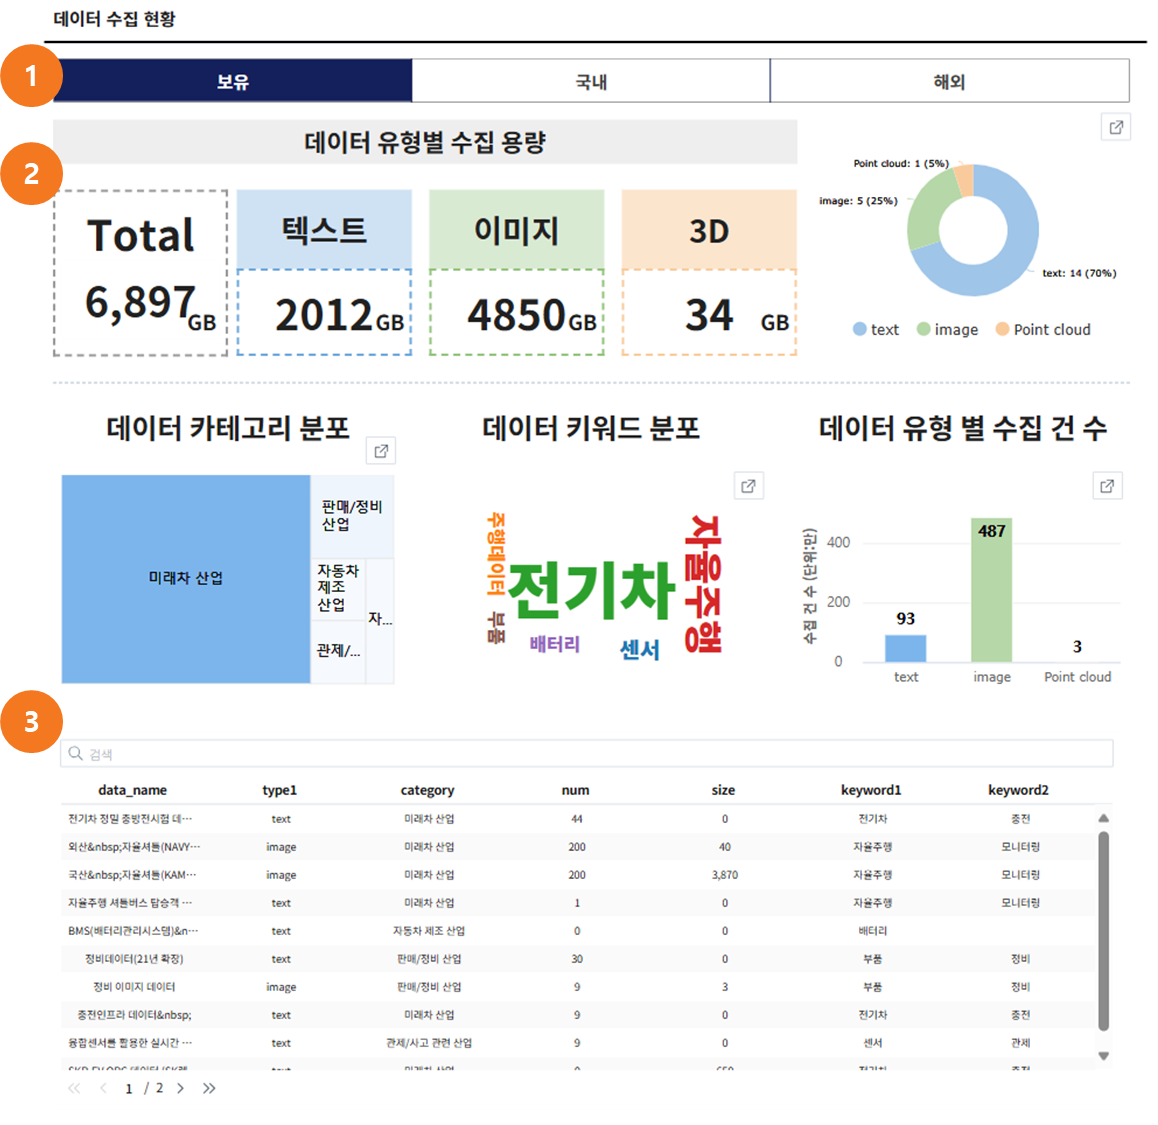 데이터 수집 현황
1
보유
국내
해외
데이터 유형별 수집 용량
2
Total
6,897GB
텍스트
2012GB
이미지
4850GB
3D
34 GB
Point cloud: 1 (5%)
image: 5 (25%)
text: 14 (70%)
text image Point cloud
데이터 카테고리 분포
미래차 산업
판매/정비
산업
자동차
제조
산업
자...
관제/...
데이터 키워드 분포
주행데이터
전기차
자율주행
부품
배터리
센서
데이터 유형 별 수집 건 수
수집 건 수 (단위:만)
400
200
0
93
487
3
text
image
Point cloud
3
검색
data_name type1 category num size keyword1 keyword2
전기차 정밀 충방전시험 데··· text 미래차 산업 44 0 전기차 충전
외산&nbsp;자율셔틀(NAVY··· image 미래차 산업 200 40 자율주행 모니터링
국산&nbsp;자율셔틀(KAM··· image 미래차 산업 200 3,870 자율주행 모니터링
자율주행 셔틀버스 탑승객 ··· text 미래차 산업 1 0 자율주행 모니터링
BMS(배터리관리시스템)&n··· text 자동차 제조 산업 0 0 배터리
정비데이터(21년 확장) text 판매/정비 산업 30 0 부품 정비
정비 이미지 데이터 image 판매/정비 산업 9 3 부품 정비
충전인프라 데이터&nbsp; text 미래차 산업 9 0 전기차 충전
융합센서를 활용한 실시간 ··· text 관제/사고 관련 산업 9 0 센서 관제
text 미래차 산업 전기차 충전
1 / 2